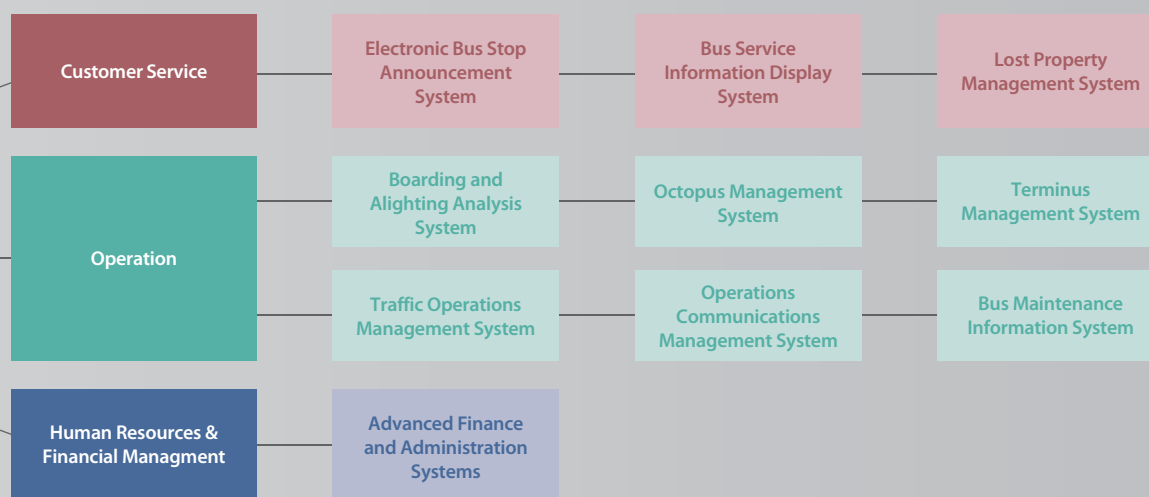 Customer Service
Electronic Bus Stop
Announcement
System
Bus Service
Information Display
System
Lost Property
Management System
Operation
Boarding and
Alighting Analysis
System
Octopus Management
System
Terminus
Management System
Traffic Operations
Management System
Operations
Communications
Management System
Bus Maintenance
Information System
Human Resources &
Financial Managment
Advanced Finance
and Administration
Systems